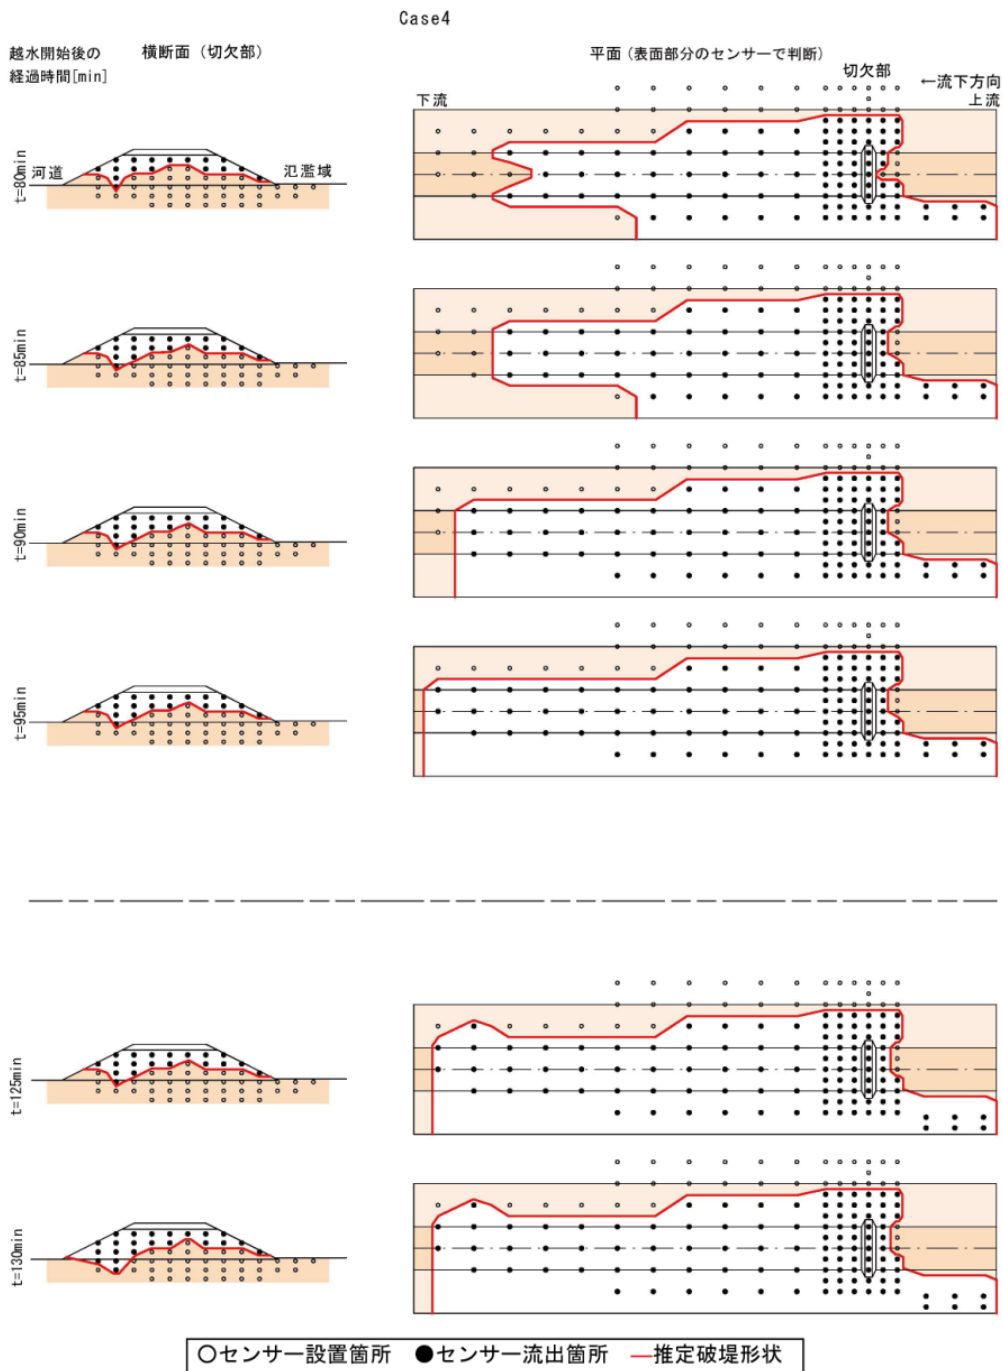 Case4
越水開始後の
経過時間[min]
横断面（切欠部）
平面（表面部分のセンサーで判断）
切欠部
←流下方向
下流
上流
t=80min
河道
氾濫域
t=85min
t=90min
t=95min
t=125min
t=130min
○センサー設置箇所 ●センサー流出箇所 —推定破堤形状